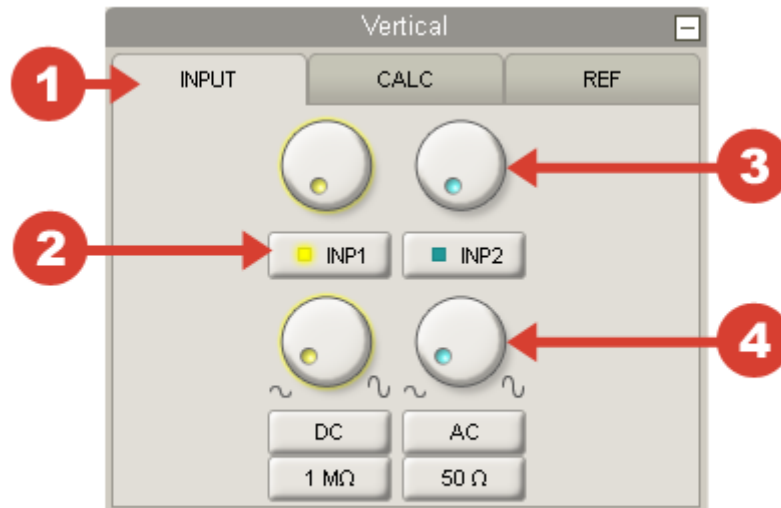 Vertical
1
INPUT CALC REF
3
2
INP1 INP2
4
DC AC
1 MΩ 50 Ω